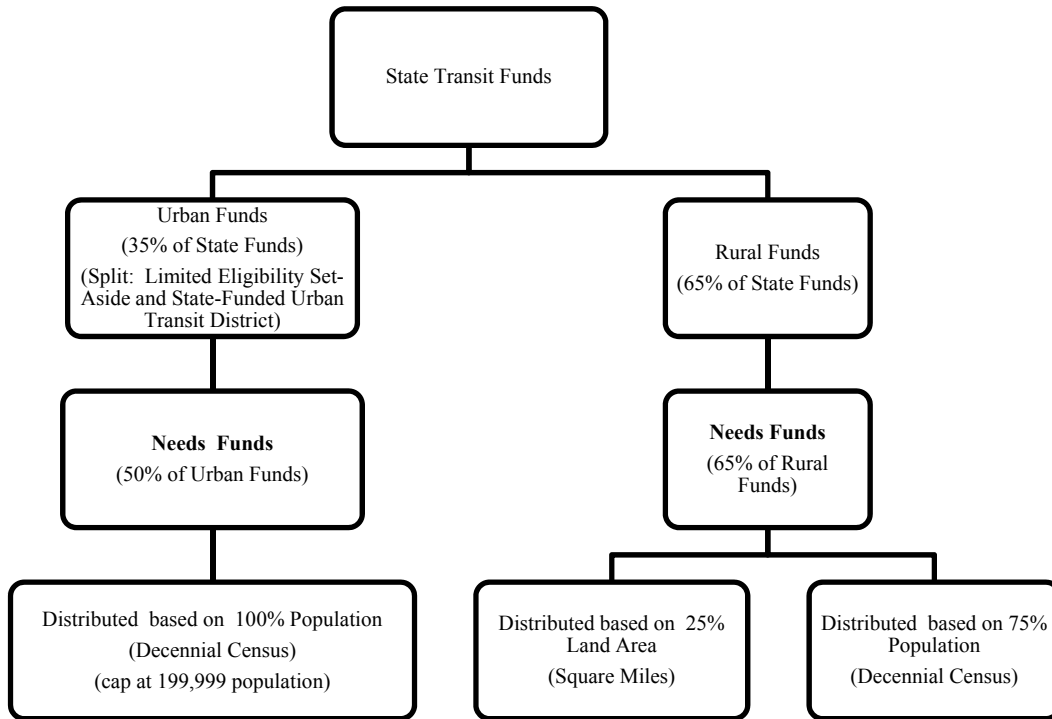 State Transit Funds
Urban Funds
(35% of State Funds)
(Split:  Limited Eligibility Set-
Aside and State-Funded Urban
Transit District)
Rural Funds
(65% of State Funds)
Needs  Funds
(50% of Urban Funds)
Needs Funds
(65% of Rural
Funds)
Distributed  based on  100% Population
(Decennial Census)
(cap at 199,999 population)
Distributed based on  25%
Land Area
(Square Miles)
Distributed based on 75%
Population
(Decennial Census)